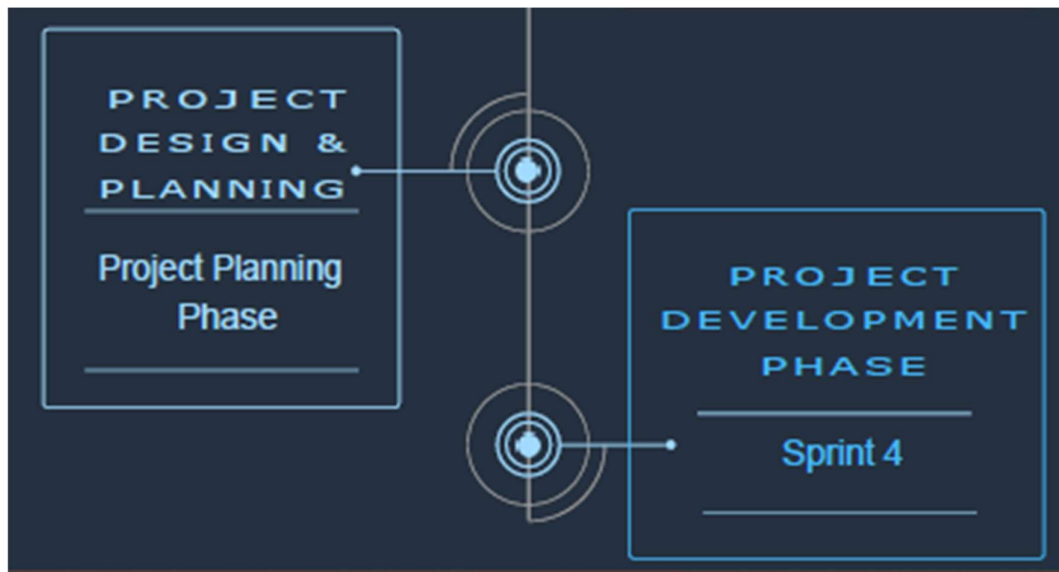 PROJECT
DESIGN &
PLANNING
Project Planning
Phase
PROJECT
DEVELOPMENT
PHASE
Sprint 4